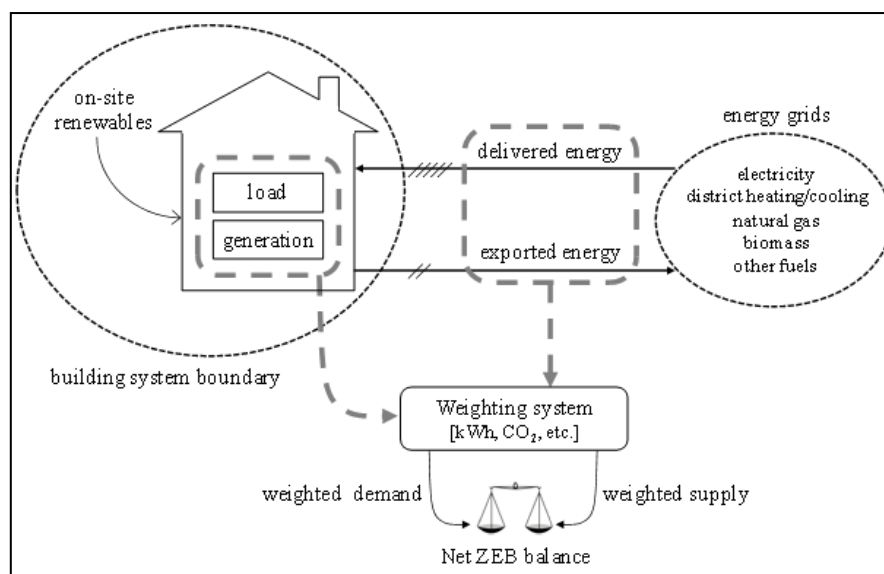 on-site
renewables
load
generation
building system boundary
delivered energy
exported energy
energy grids
electricity
district heating/cooling
natural gas
biomass
other fuels
Weighting system
[kWh, CO₂, etc.]
weighted demand
weighted supply
Net ZEB balance